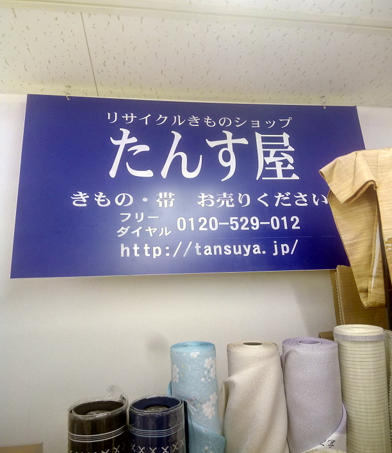 リサイクルきものショップ
たんす屋
きもの・帯 お売りください
フリーダイヤル 0120-529-012
http://tansuya.jp/